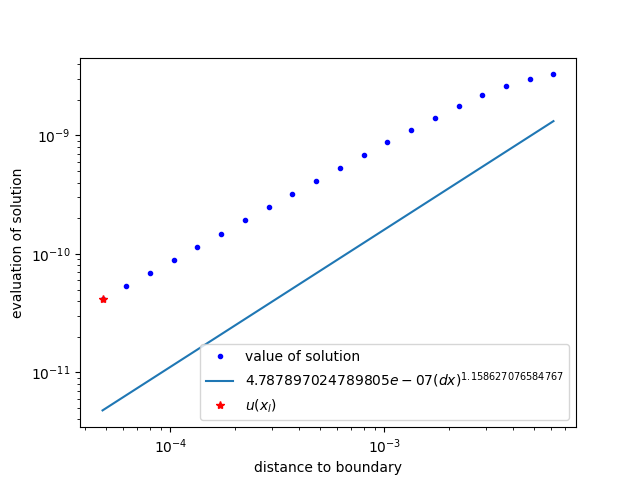 10⁻⁹
10⁻¹⁰
10⁻¹¹
evaluation of solution
value of solution
4.787897024789805e − 07(dx)^1.158627076584767
u(x_l)
10⁻⁴
10⁻³
distance to boundary